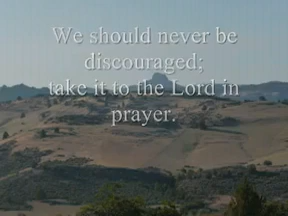 We should never be
discouraged;
take it to the Lord in
prayer.